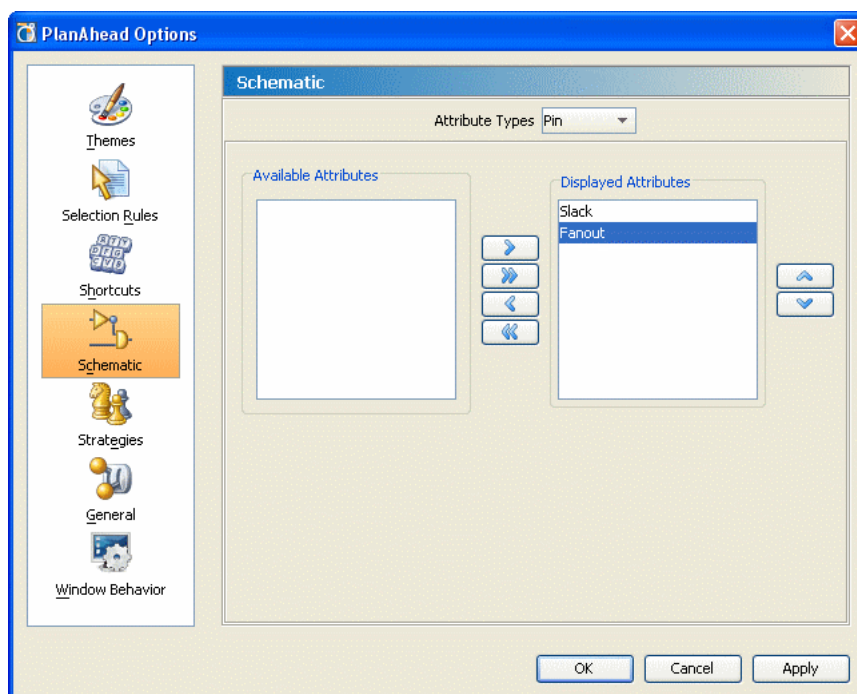 PlanAhead Options
Themes
Selection Rules
Shortcuts
Schematic
Strategies
General
Window Behavior
Schematic
Attribute Types Pin
Available Attributes
Displayed Attributes
Slack
Fanout
OK Cancel Apply